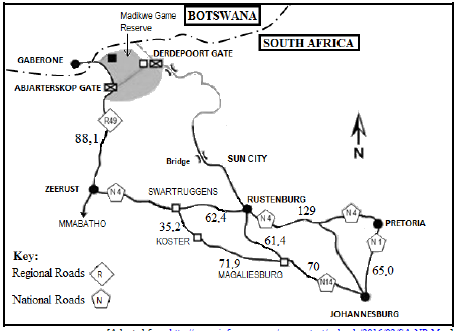 Madikwe Game
Reserve
BOTSWANA
SOUTH AFRICA
GABERONE
DERDEPOORT GATE
ABJARTERSKOP GATE
R49
88,1
N
Bridge
SUN CITY
ZEERUST
N4
SWARTRUGGENS
RUSTENBURG
MMABATHO
62,4
N4
129
N4
PRETORIA
35,2
KOSTER
61,4
N1
Key:
71,9
MAGALIESBURG
70
65,0
Regional Roads R
N14
National Roads N
JOHANNESBURG